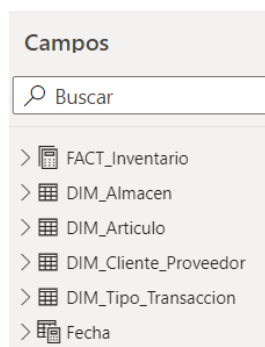 Campos
Buscar
FACT_Inventario
DIM_Almacen
DIM_Articulo
DIM_Cliente_Proveedor
DIM_Tipo_Transaccion
Fecha